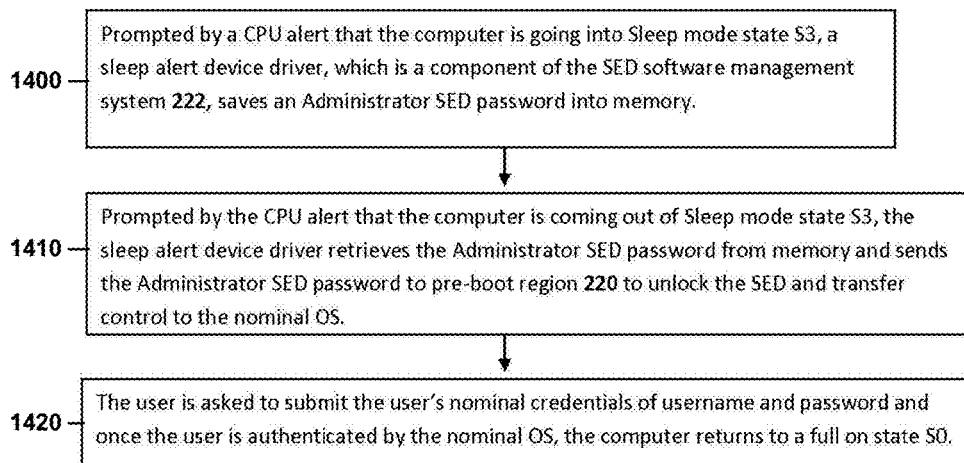 Prompted by a CPU alert that the computer is going into Sleep mode state S3, a
1400
sleep alert device driver, which is a component of the SED software management
system 222, saves an Administrator SED password into memory.
Prompted by the CPU alert that the computer is coming out of Sleep mode state S3, the
1410
sleep alert device driver retrieves the Administrator SED password from memory and sends
the Administrator SED password to pre-boot region 220 to unlock the SED and transfer
control to the nominal OS.
The user is asked to submit the user's nominal credentials of username and password and
1420
once the user is authenticated by the nominal OS, the computer returns to a full on state S0.